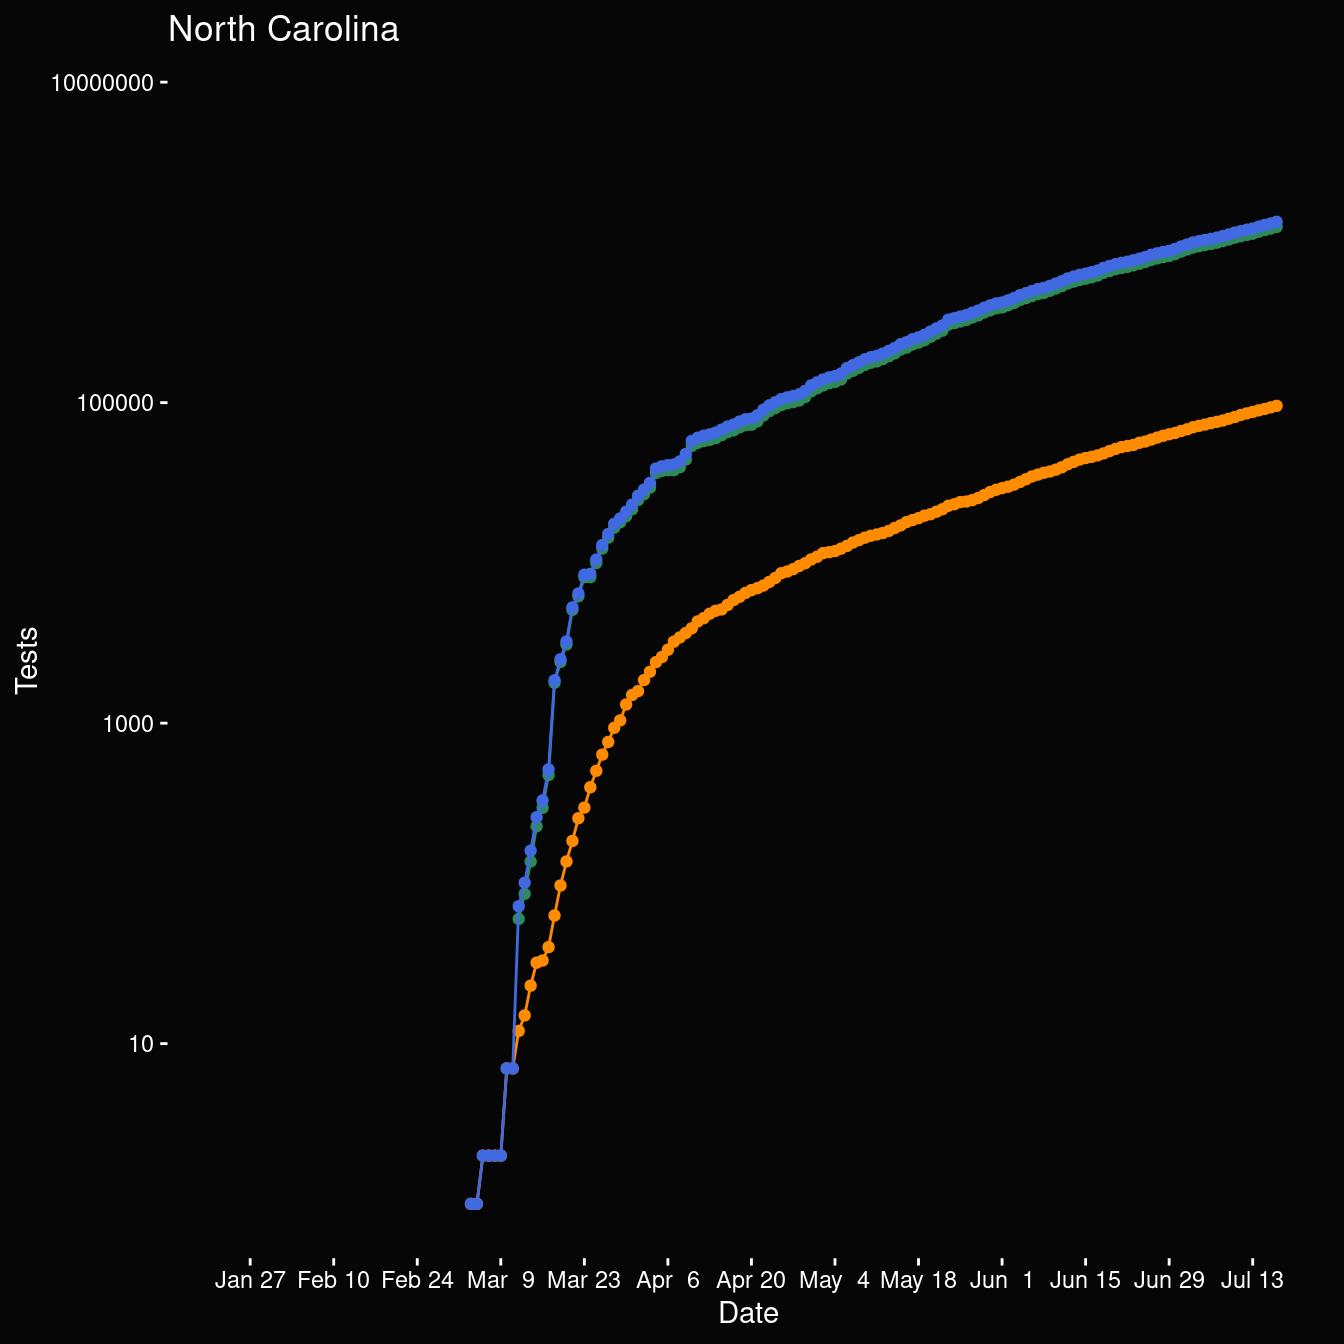 North Carolina
10000000
100000
1000
10
Tests
Jan 27 Feb 10 Feb 24 Mar 9 Mar 23 Apr 6 Apr 20 May 4 May 18 Jun 1 Jun 15 Jun 29 Jul 13
Date